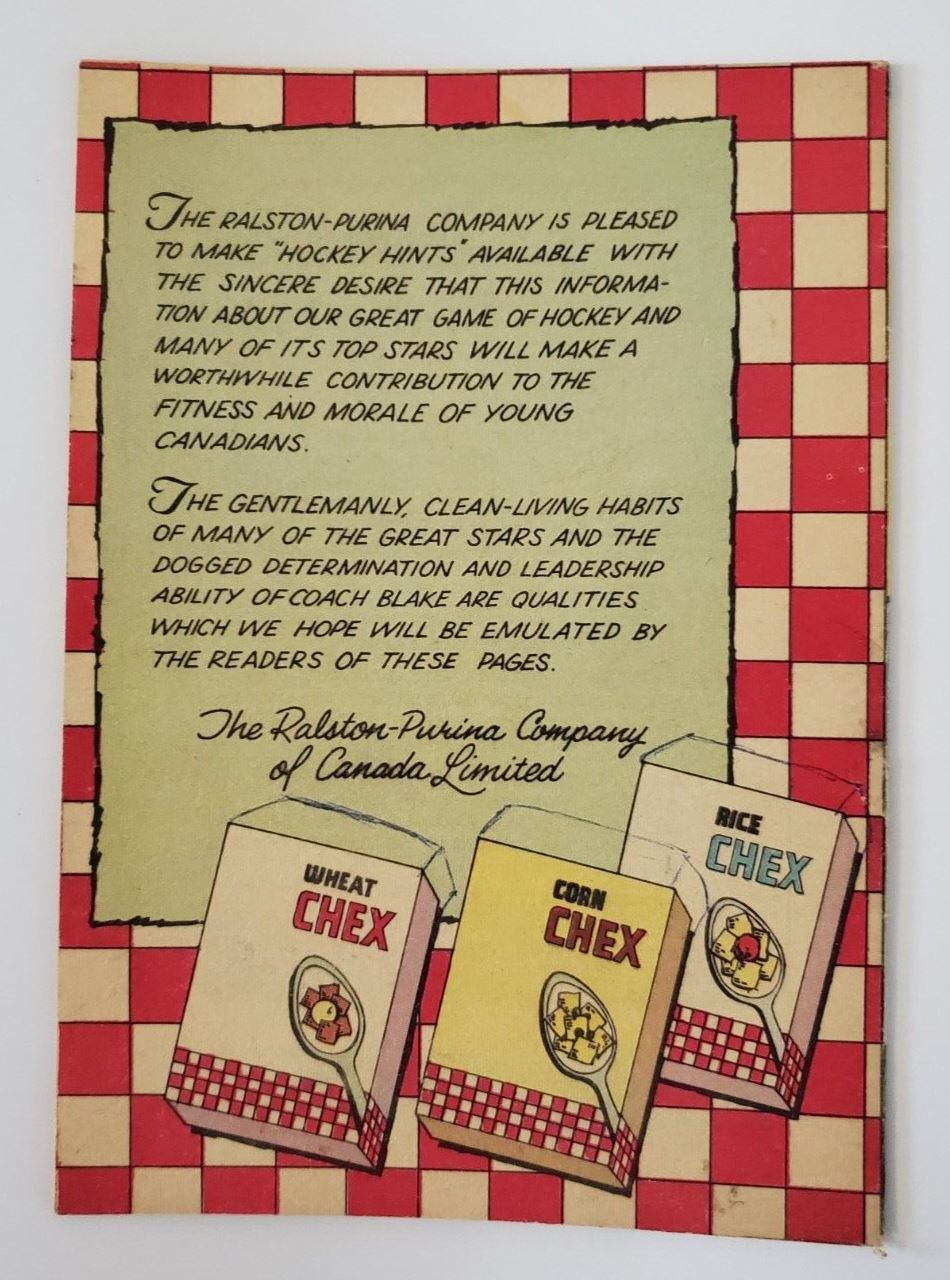 THE RALSTON-PURINA COMPANY IS PLEASED
TO MAKE "HOCKEY HINTS" AVAILABLE WITH
THE SINCERE DESIRE THAT THIS INFORMA-
TION ABOUT OUR GREAT GAME OF HOCKEY AND
MANY OF ITS TOP STARS WILL MAKE A
WORTHWHILE CONTRIBUTION TO THE
FITNESS AND MORALE OF YOUNG
CANADIANS.
THE GENTLEMANLY, CLEAN-LIVING HABITS
OF MANY OF THE GREAT STARS AND THE
DOGGED DETERMINATION AND LEADERSHIP
ABILITY OF COACH BLAKE ARE QUALITIES
WHICH WE HOPE WILL BE EMULATED BY
THE READERS OF THESE PAGES.
The Ralston-Purina Company
of Canada Limited
WHEAT
CHEX
CORN
CHEX
RICE
CHEX